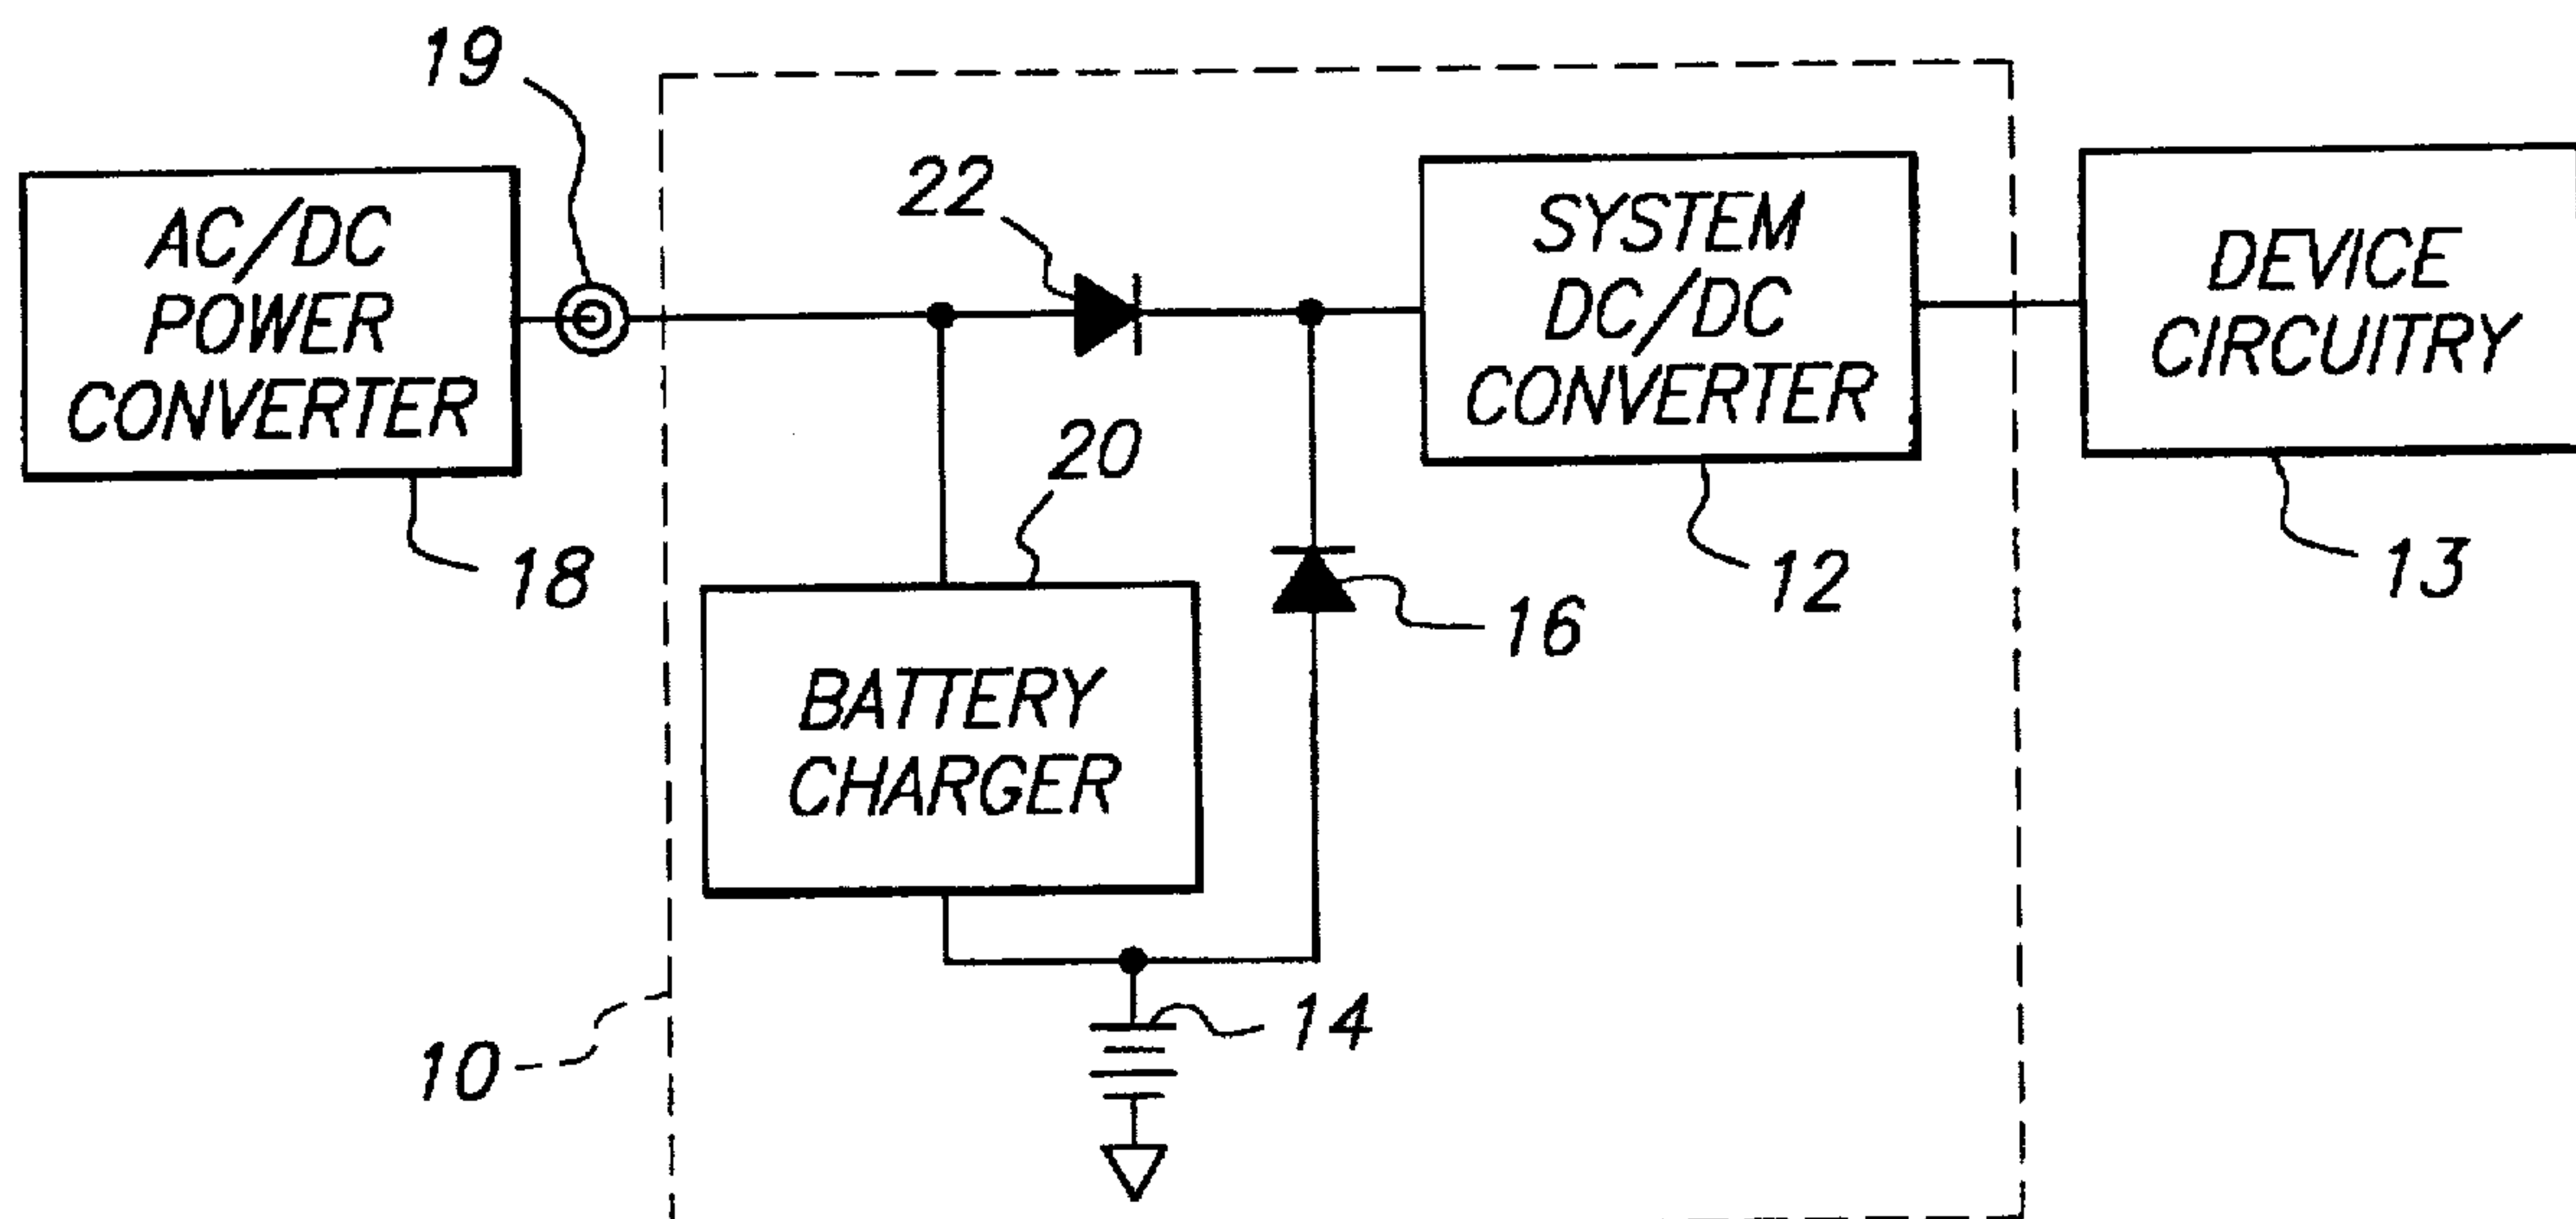 19
AC/DC
POWER
CONVERTER
18
22
SYSTEM
DC/DC
CONVERTER
12
DEVICE
CIRCUITRY
13
20
BATTERY
CHARGER
16
10
14